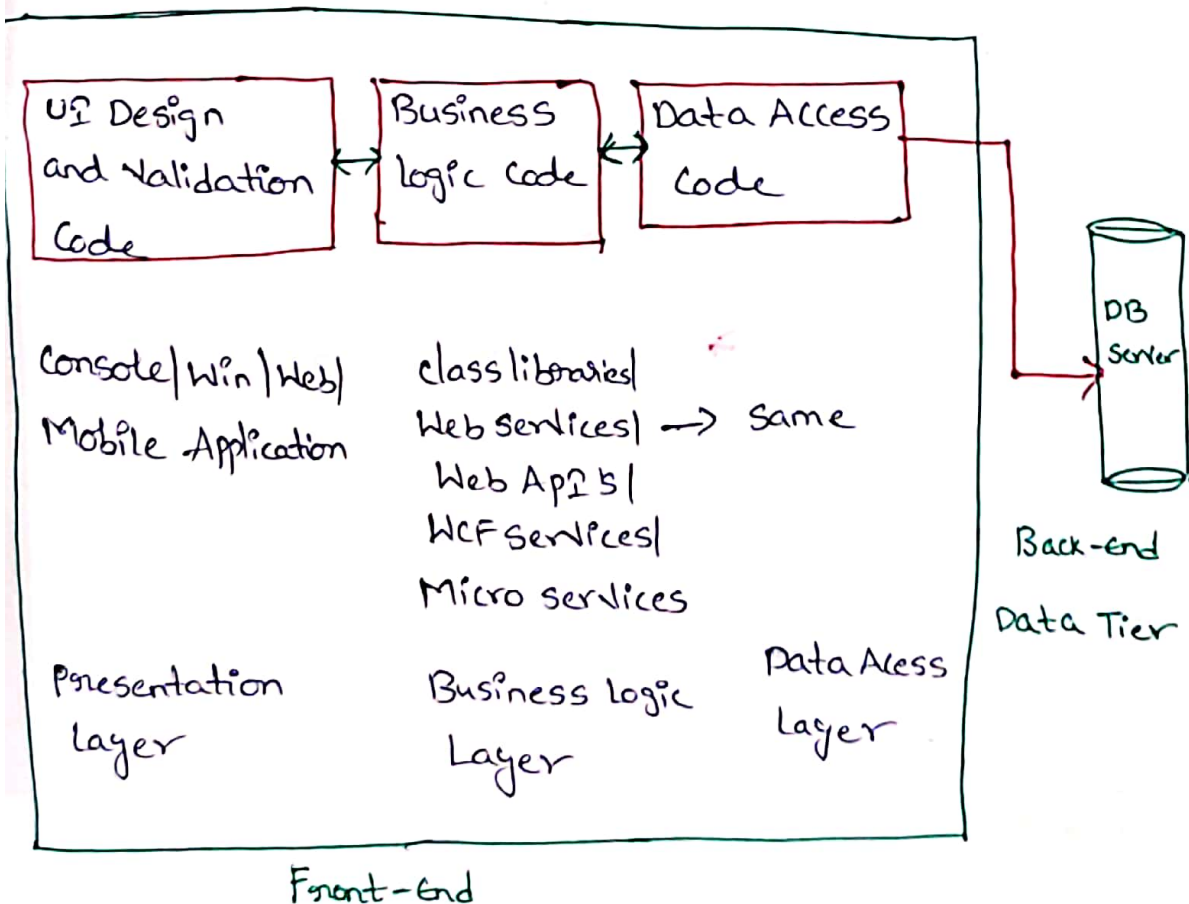 UI Design
and Validation
Code
Business
Logic Code
Data Access
Code
DB
Server
Console/Win/Web/
Mobile Application
class libraries/
Web services/ → Same
Web APIs/
WCF Services/
Micro services
Back-end
Data Tier
Presentation
Layer
Business Logic
Layer
Data Acess
Layer
Front-End